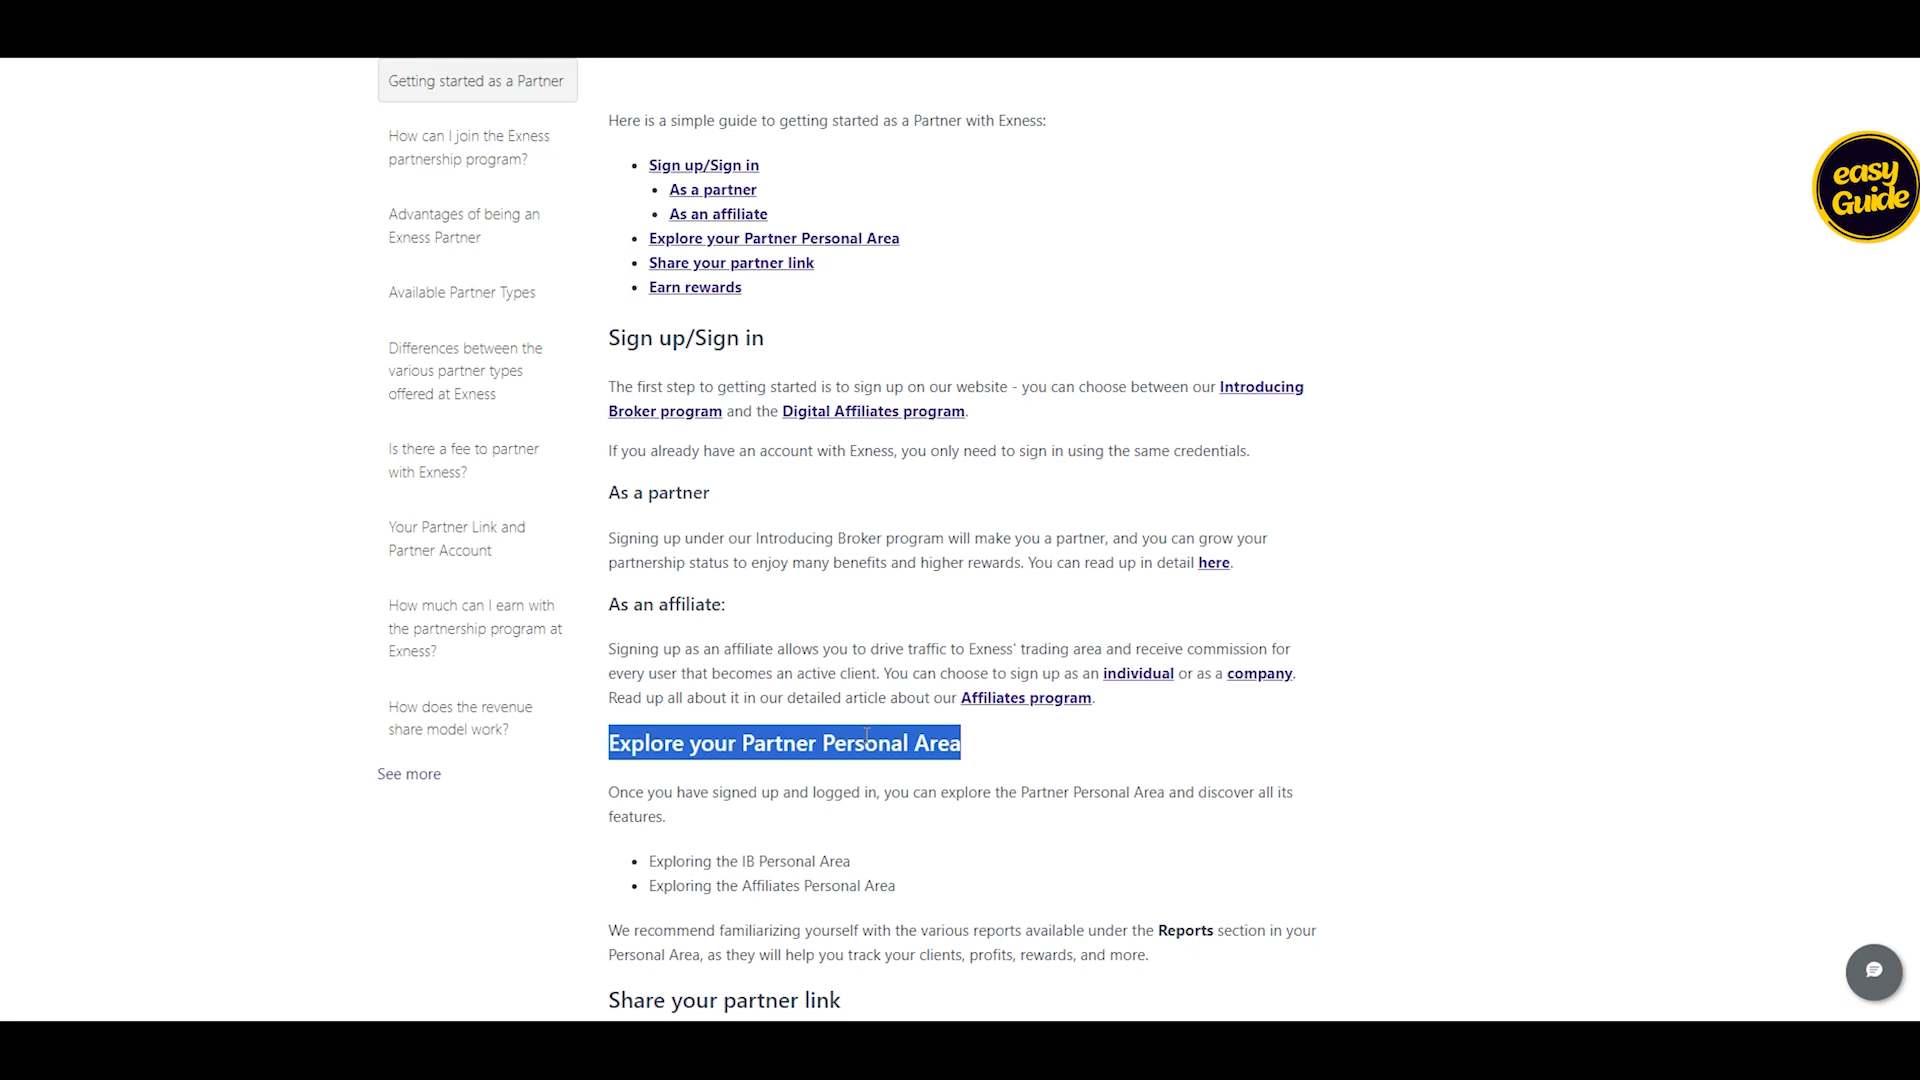 Getting started as a Partner
How can I join the Exness
partnership program?
Advantages of being an
Exness Partner
Available Partner Types
Differences between the
various partner types
offered at Exness
Is there a fee to partner
with Exness?
Your Partner Link and
Partner Account
How much can I earn with
the partnership program at
Exness?
How does the revenue
share model work?
See more
Here is a simple guide to getting started as a Partner with Exness:
Sign up/Sign in
As a partner
As an affiliate
Explore your Partner Personal Area
Share your partner link
Earn rewards
Sign up/Sign in
The first step to getting started is to sign up on our website - you can choose between our Introducing
Broker program and the Digital Affiliates program.
If you already have an account with Exness, you only need to sign in using the same credentials.
As a partner
Signing up under our Introducing Broker program will make you a partner, and you can grow your
partnership status to enjoy many benefits and higher rewards. You can read up in detail here.
As an affiliate:
Signing up as an affiliate allows you to drive traffic to Exness' trading area and receive commission for
every user that becomes an active client. You can choose to sign up as an individual or as a company.
Read up all about it in our detailed article about our Affiliates program.
Explore your Partner Personal Area
Once you have signed up and logged in, you can explore the Partner Personal Area and discover all its
features.
Exploring the IB Personal Area
Exploring the Affiliates Personal Area
We recommend familiarizing yourself with the various reports available under the Reports section in your
Personal Area, as they will help you track your clients, profits, rewards, and more.
Share your partner link
easy
Guide